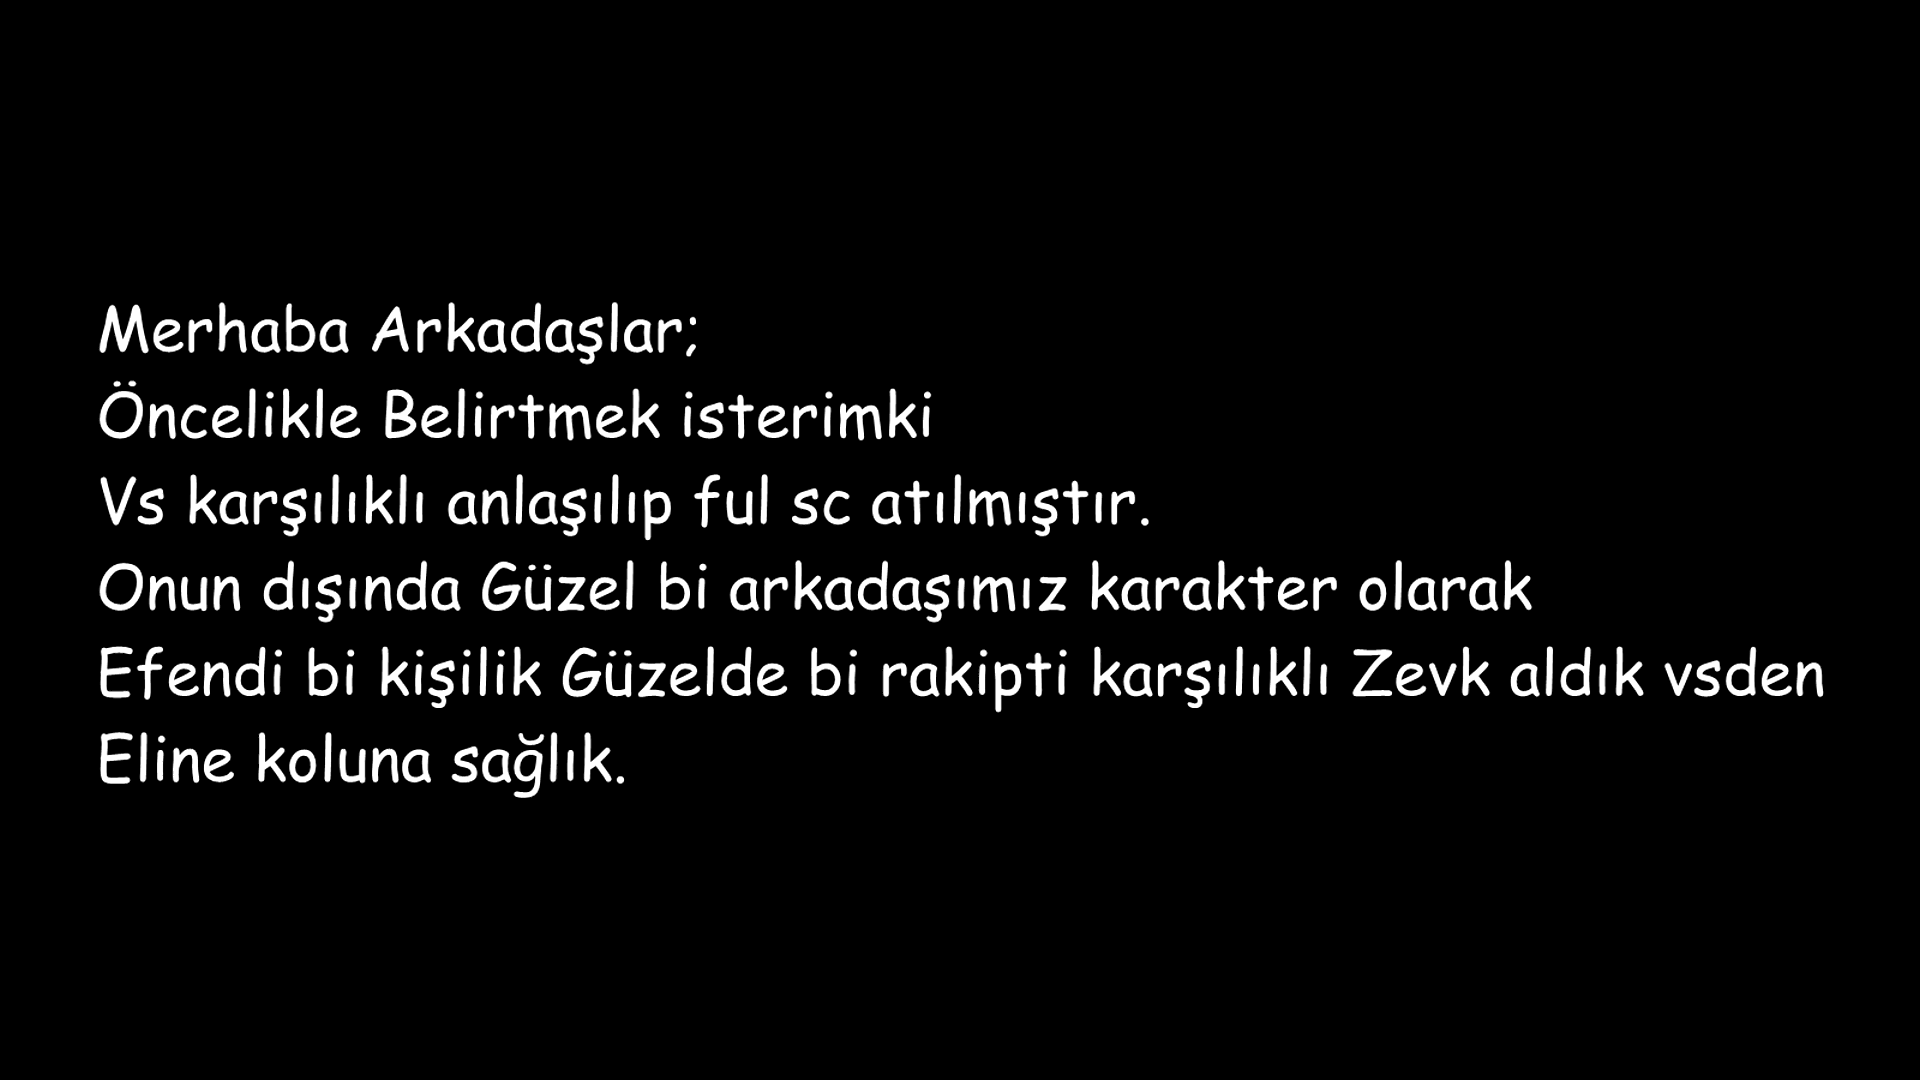 Merhaba Arkadaşlar;
Öncelikle Belirtmek isterimki
Vs karşılıklı anlaşılıp ful sc atılmıştır.
Onun dışında Güzel bi arkadaşımız karakter olarak
Efendi bi kişilik Güzelde bi rakipti karşılıklı Zevk aldık vsden
Eline koluna sağlık.